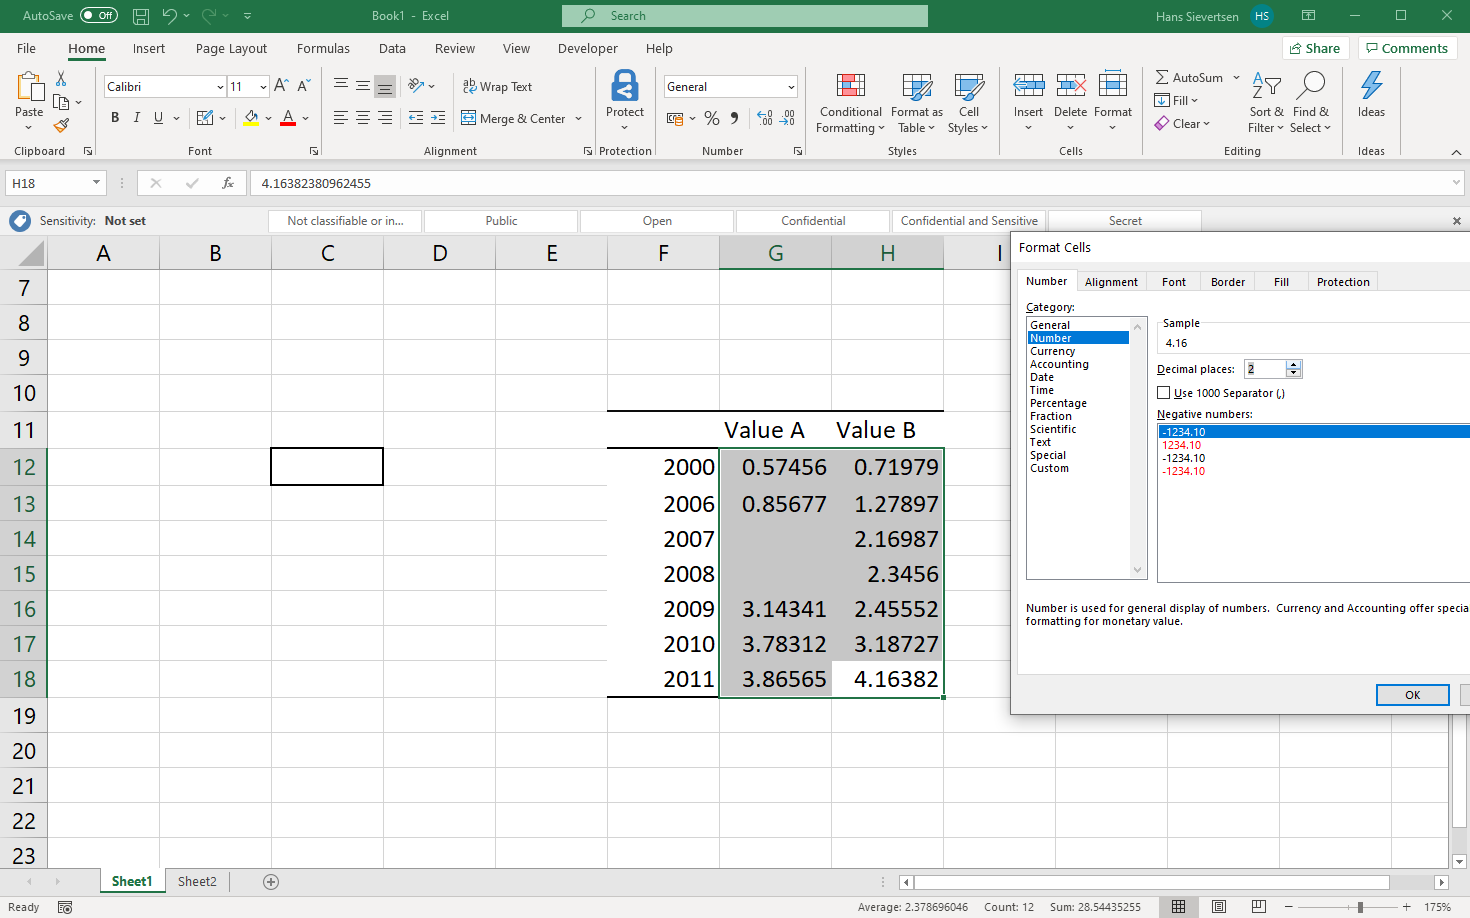 AutoSave Off Book1 - Excel Search Hans Sievertsen HS
File Home Insert Page Layout Formulas Data Review View Developer Help Share Comments
Paste Calibri 11 A A ab Wrap Text Protect General Conditional Formatting Format as Table Cell Styles Insert Delete Format AutoSum Fill Clear Sort & Filter Find & Select Ideas
B I U A Merge & Center % 9
Clipboard Font Alignment Protection Number Styles Cells Editing Ideas
H18 fx 4.16382380962455
Sensitivity: Not set Not classifiable or in... Public Open Confidential Confidential and Sensitive Secret
A B C D E F G H I
7
8
9
10
11 Value A Value B
12 2000 0.57456 0.71979
13 2006 0.85677 1.27897
14 2007 2.16987
15 2008 2.3456
16 2009 3.14341 2.45552
17 2010 3.78312 3.18727
18 2011 3.86565 4.16382
19
20
21
22
23
Format Cells
Number Alignment Font Border Fill Protection
Category:
General
Number
Currency
Accounting
Date
Time
Percentage
Fraction
Scientific
Text
Special
Custom
Sample
4.16
Decimal places: 2
Use 1000 Separator (,)
Negative numbers:
-1234.10
1234.10
-1234.10
-1234.10
Number is used for general display of numbers. Currency and Accounting offer specia
formatting for monetary value.
OK
Sheet1 Sheet2
Ready Average: 2.378696046 Count: 12 Sum: 28.54435255 175%